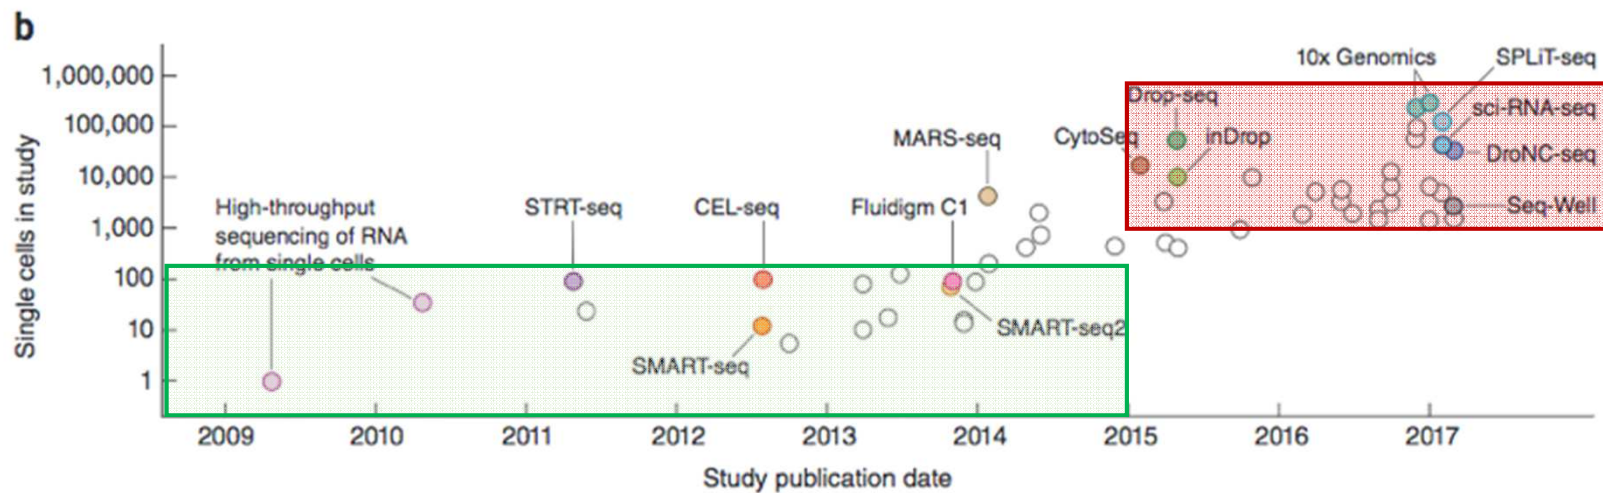 b
Single cells in study
1,000,000
100,000
10,000
1,000
100
10
1
High-throughput
sequencing of RNA
from single cells
STRT-seq
CEL-seq
SMART-seq
Fluidigm C1
SMART-seq2
MARS-seq
CytoSeq
Drop-seq
inDrop
10x Genomics
SPLiT-seq
sci-RNA-seq
DroNC-seq
Seq-Well
2009 2010 2011 2012 2013 2014 2015 2016 2017
Study publication date